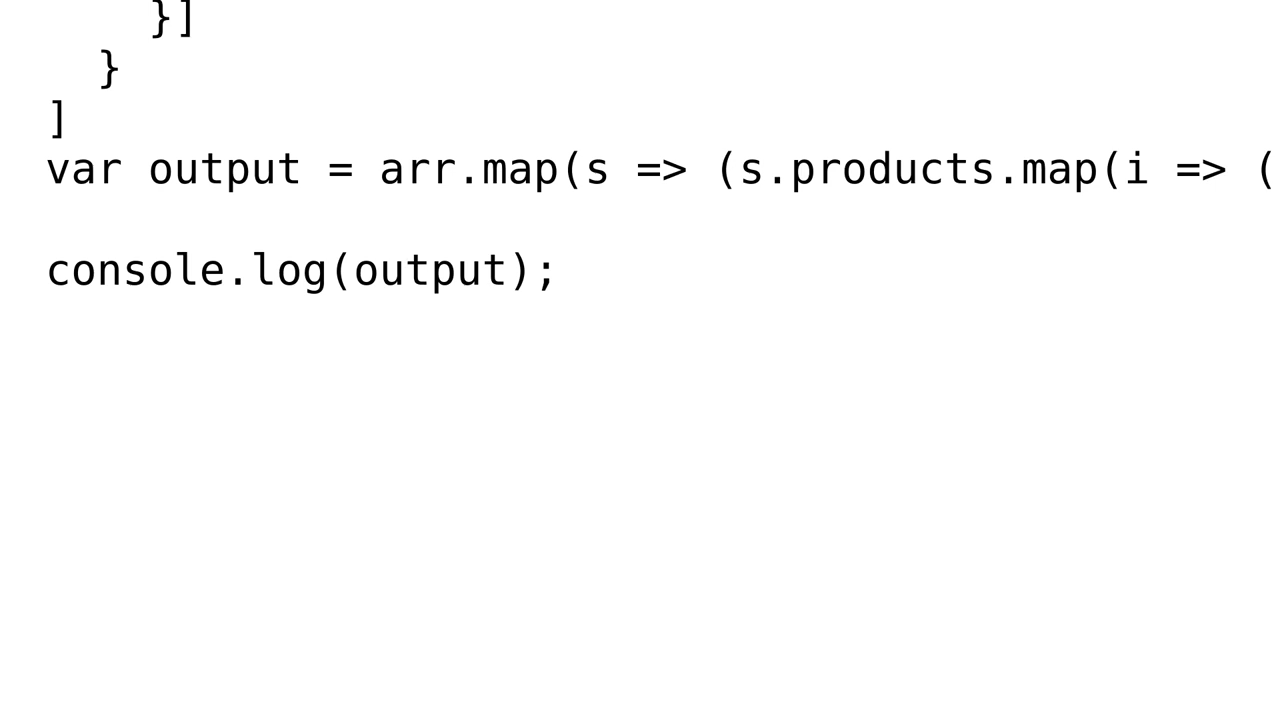 }]
}
]
var output = arr.map(s => (s.products.map(i => (
console.log(output);